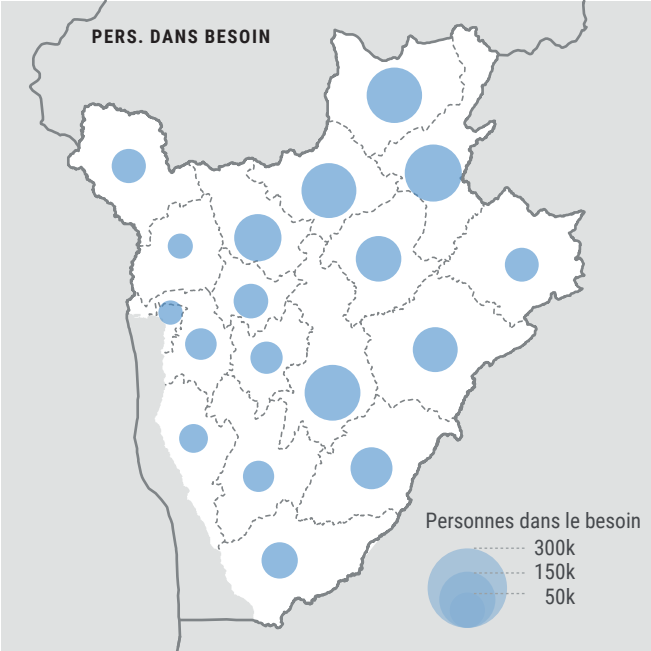 PERS. DANS BESOIN
Personnes dans le besoin
300k
150k
50k